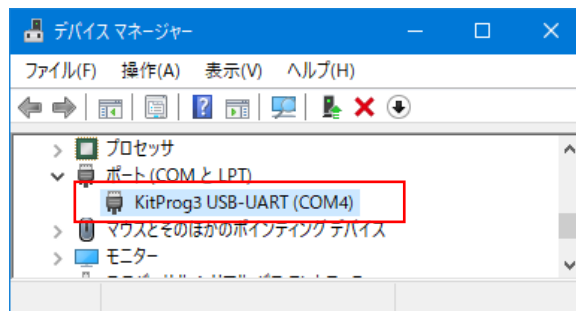 デバイス マネージャー
ファイル(F) 操作(A) 表示(V) ヘルプ(H)
プロセッサ
ポート (COM と LPT)
KitProg3 USB-UART (COM4)
マウスとそのほかのポインティング デバイス
モニター